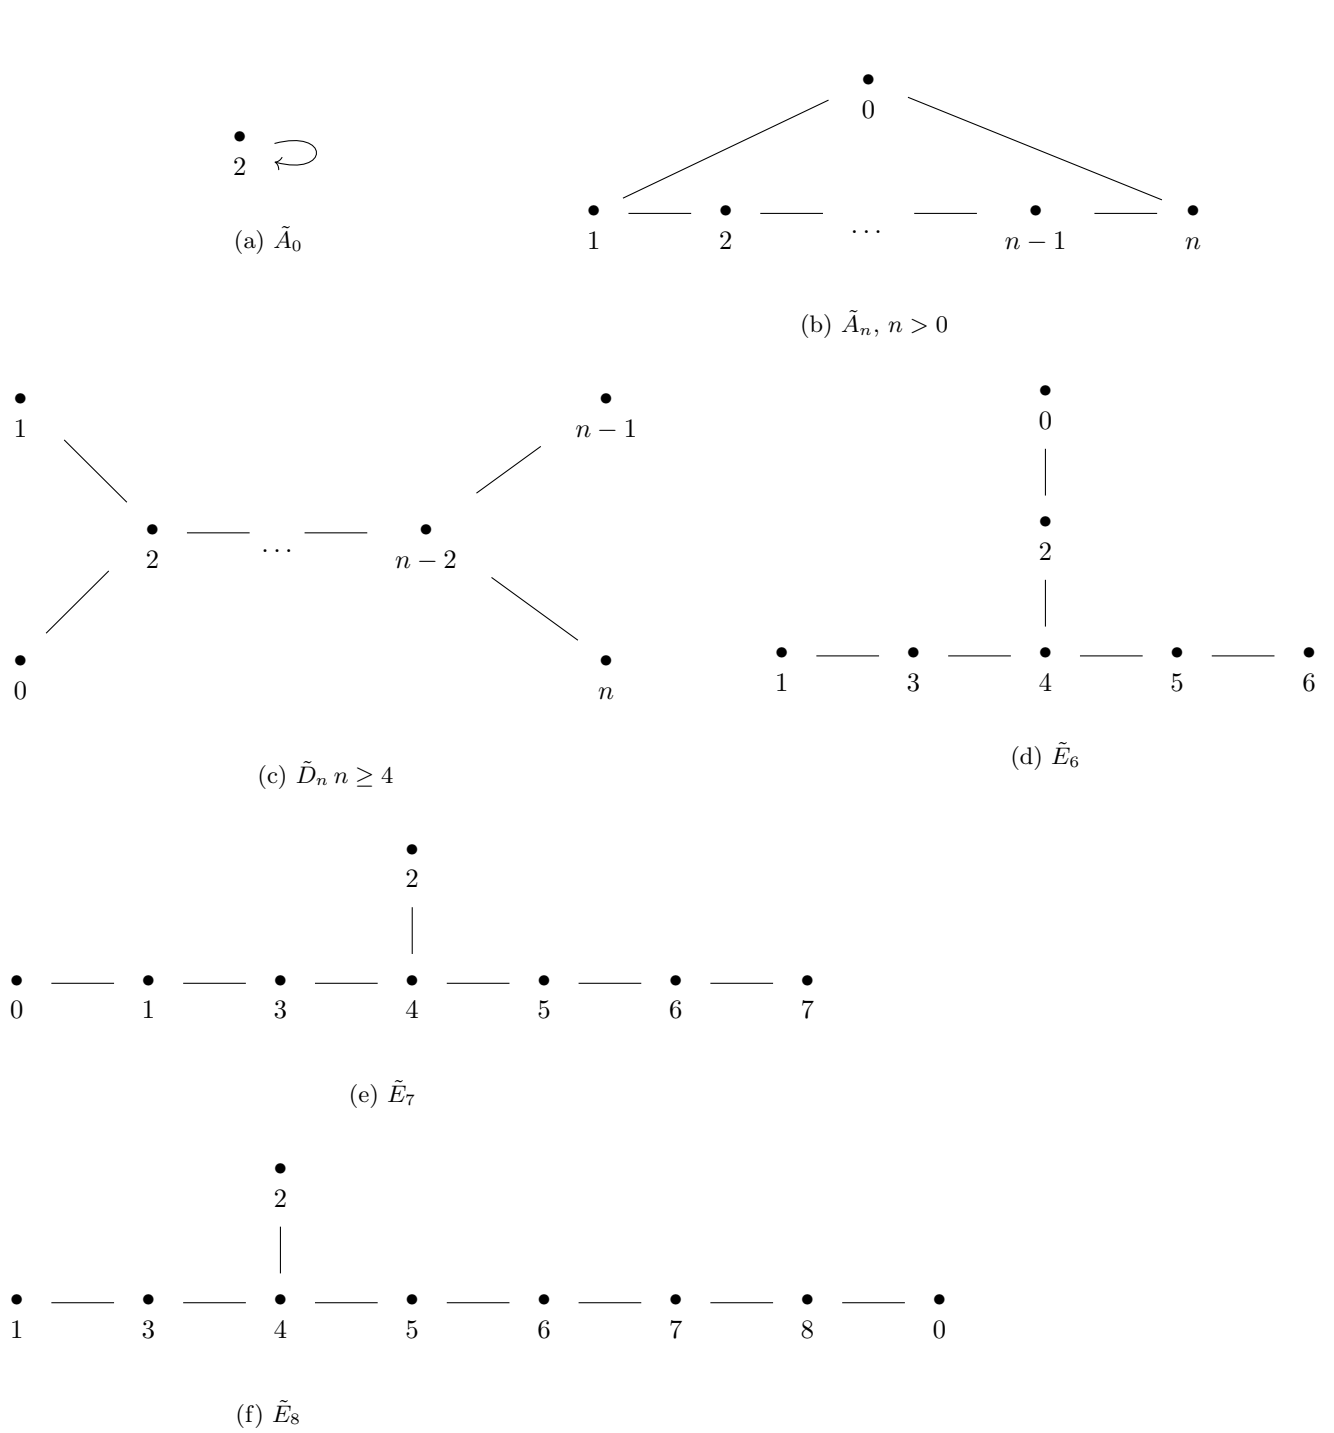 0
2
1 2 … n − 1 n
(a) Ã₀
(b) Ãₙ, n > 0
1 n − 1
0
2 … n − 2
2
0 n
1 3 4 5 6
(c) D̃ₙ n ≥ 4
(d) Ẽ₆
2
0 1 3 4 5 6 7
(e) Ẽ₇
2
1 3 4 5 6 7 8 0
(f) Ẽ₈